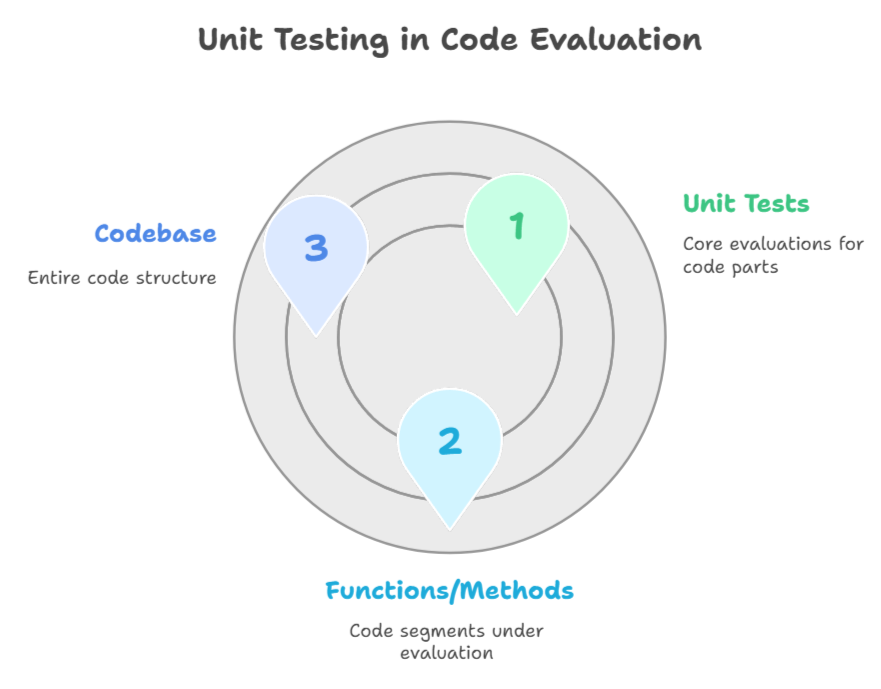 Unit Testing in Code Evaluation
1
Unit Tests
Core evaluations for
code parts
3
Codebase
Entire code structure
2
Functions/Methods
Code segments under
evaluation